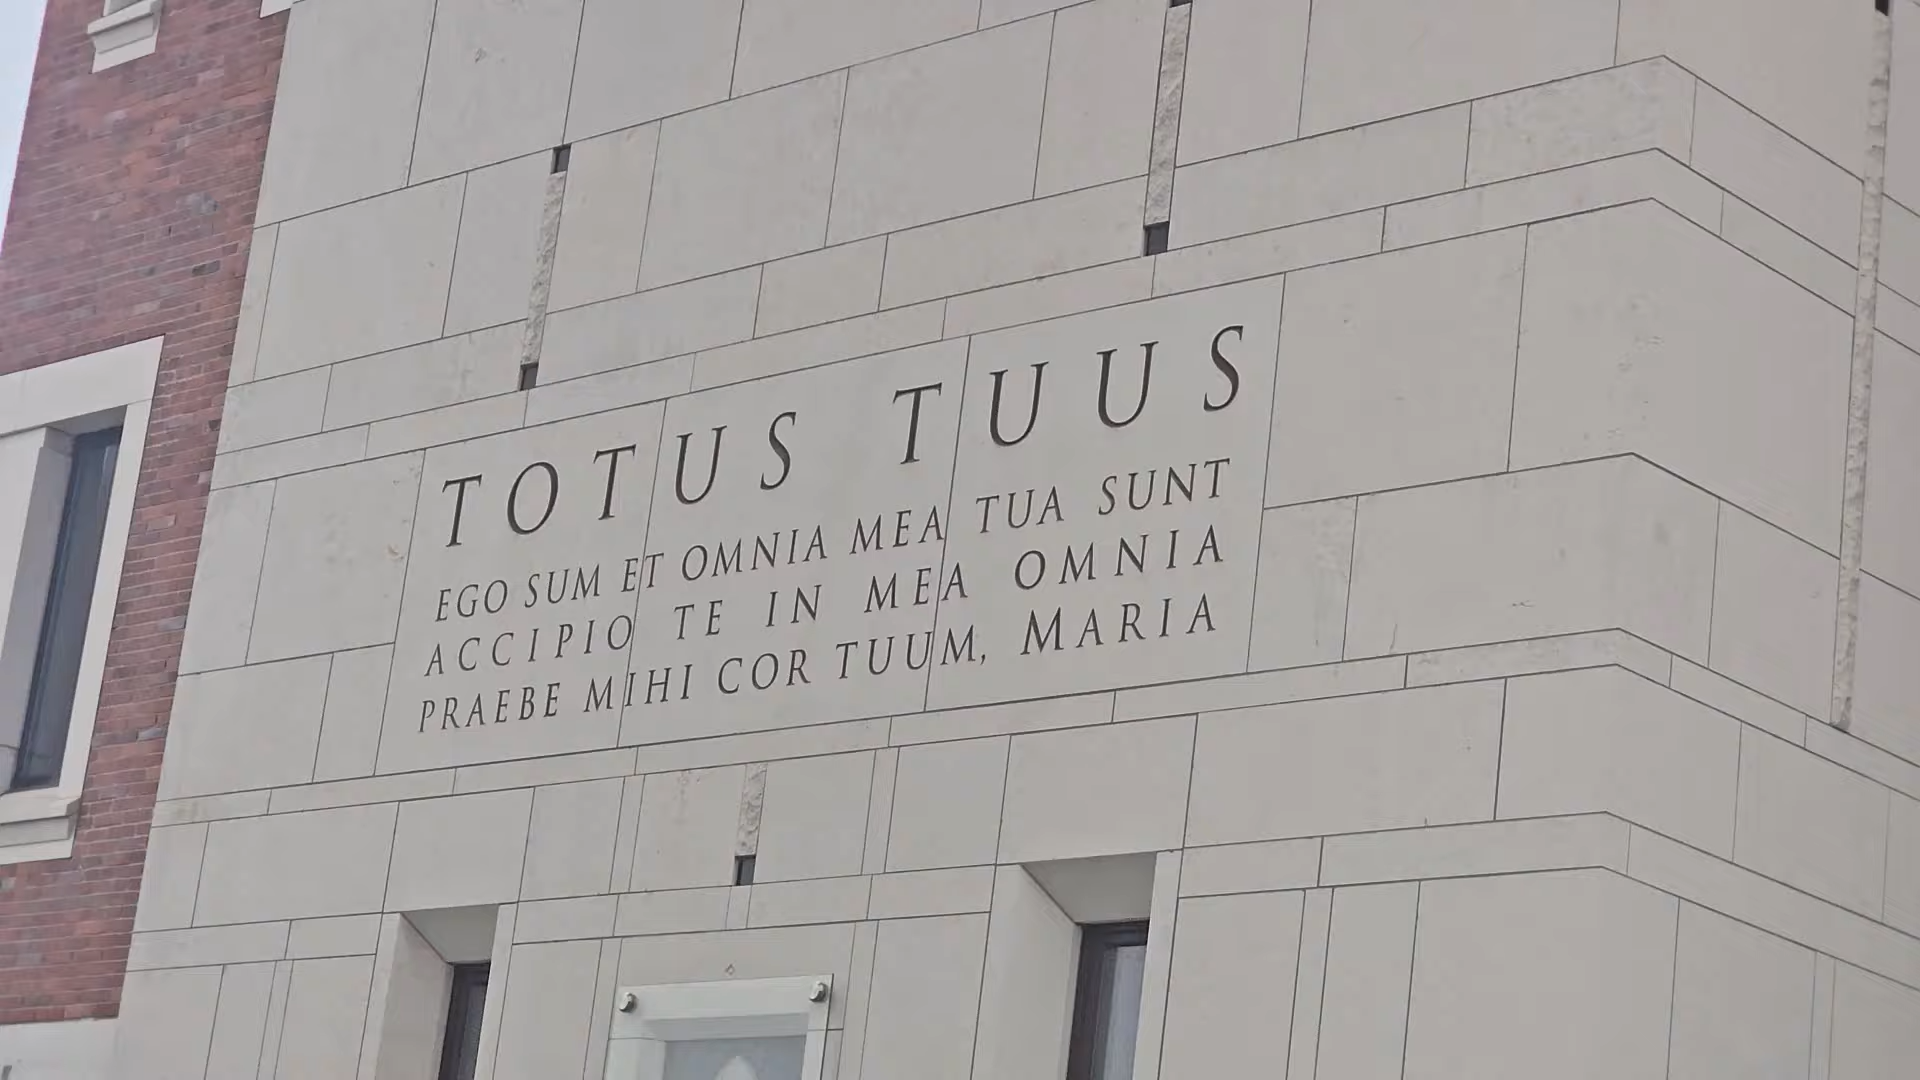 TOTUS TUUS
EGO SUM ET OMNIA MEA TUA SUNT
ACCIPIO TE IN MEA OMNIA
PRAEBE MIHI COR TUUM, MARIA